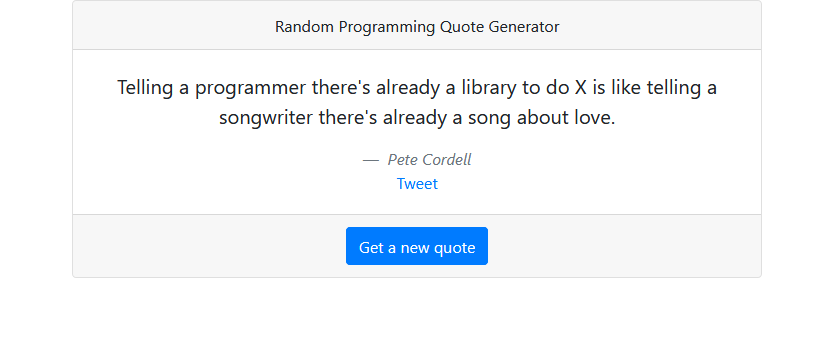 Random Programming Quote Generator
Telling a programmer there's already a library to do X is like telling a
songwriter there's already a song about love.
— Pete Cordell
Tweet
Get a new quote